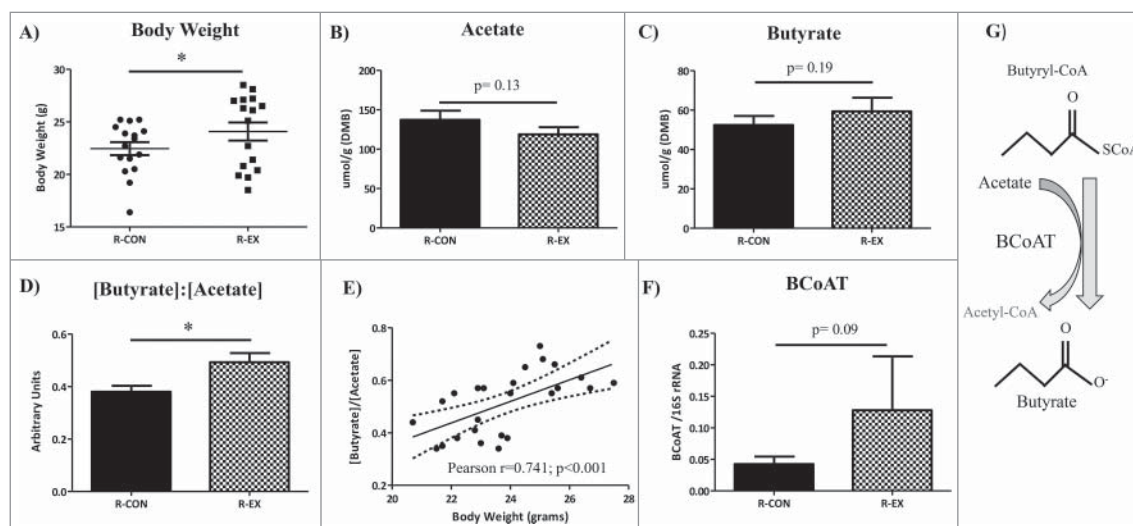 A)
Body Weight
*
30
25
20
15
Body Weight (g)
R-CON
R-EX
B)
Acetate
p= 0.13
200
150
100
50
0
umol/g (DMB)
R-CON
R-EX
C)
Butyrate
p= 0.19
80
60
40
20
0
umol/g (DMB)
R-CON
R-EX
G)
Butyryl-CoA
O
SCoA
Acetate
BCoAT
Acetyl-CoA
O
O-
Butyrate
D)
[Butyrate]:[Acetate]
*
0.6
0.4
0.2
0.0
Arbitrary Units
R-CON
R-EX
E)
0.8
0.6
0.4
0.2
[Butyrate]/[Acetate]
Pearson r=0.741; p<0.001
20
22
24
26
28
Body Weight (grams)
F)
BCoAT
p= 0.09
0.25
0.20
0.15
0.10
0.05
0.00
BCoAT /16S rRNA
R-CON
R-EX